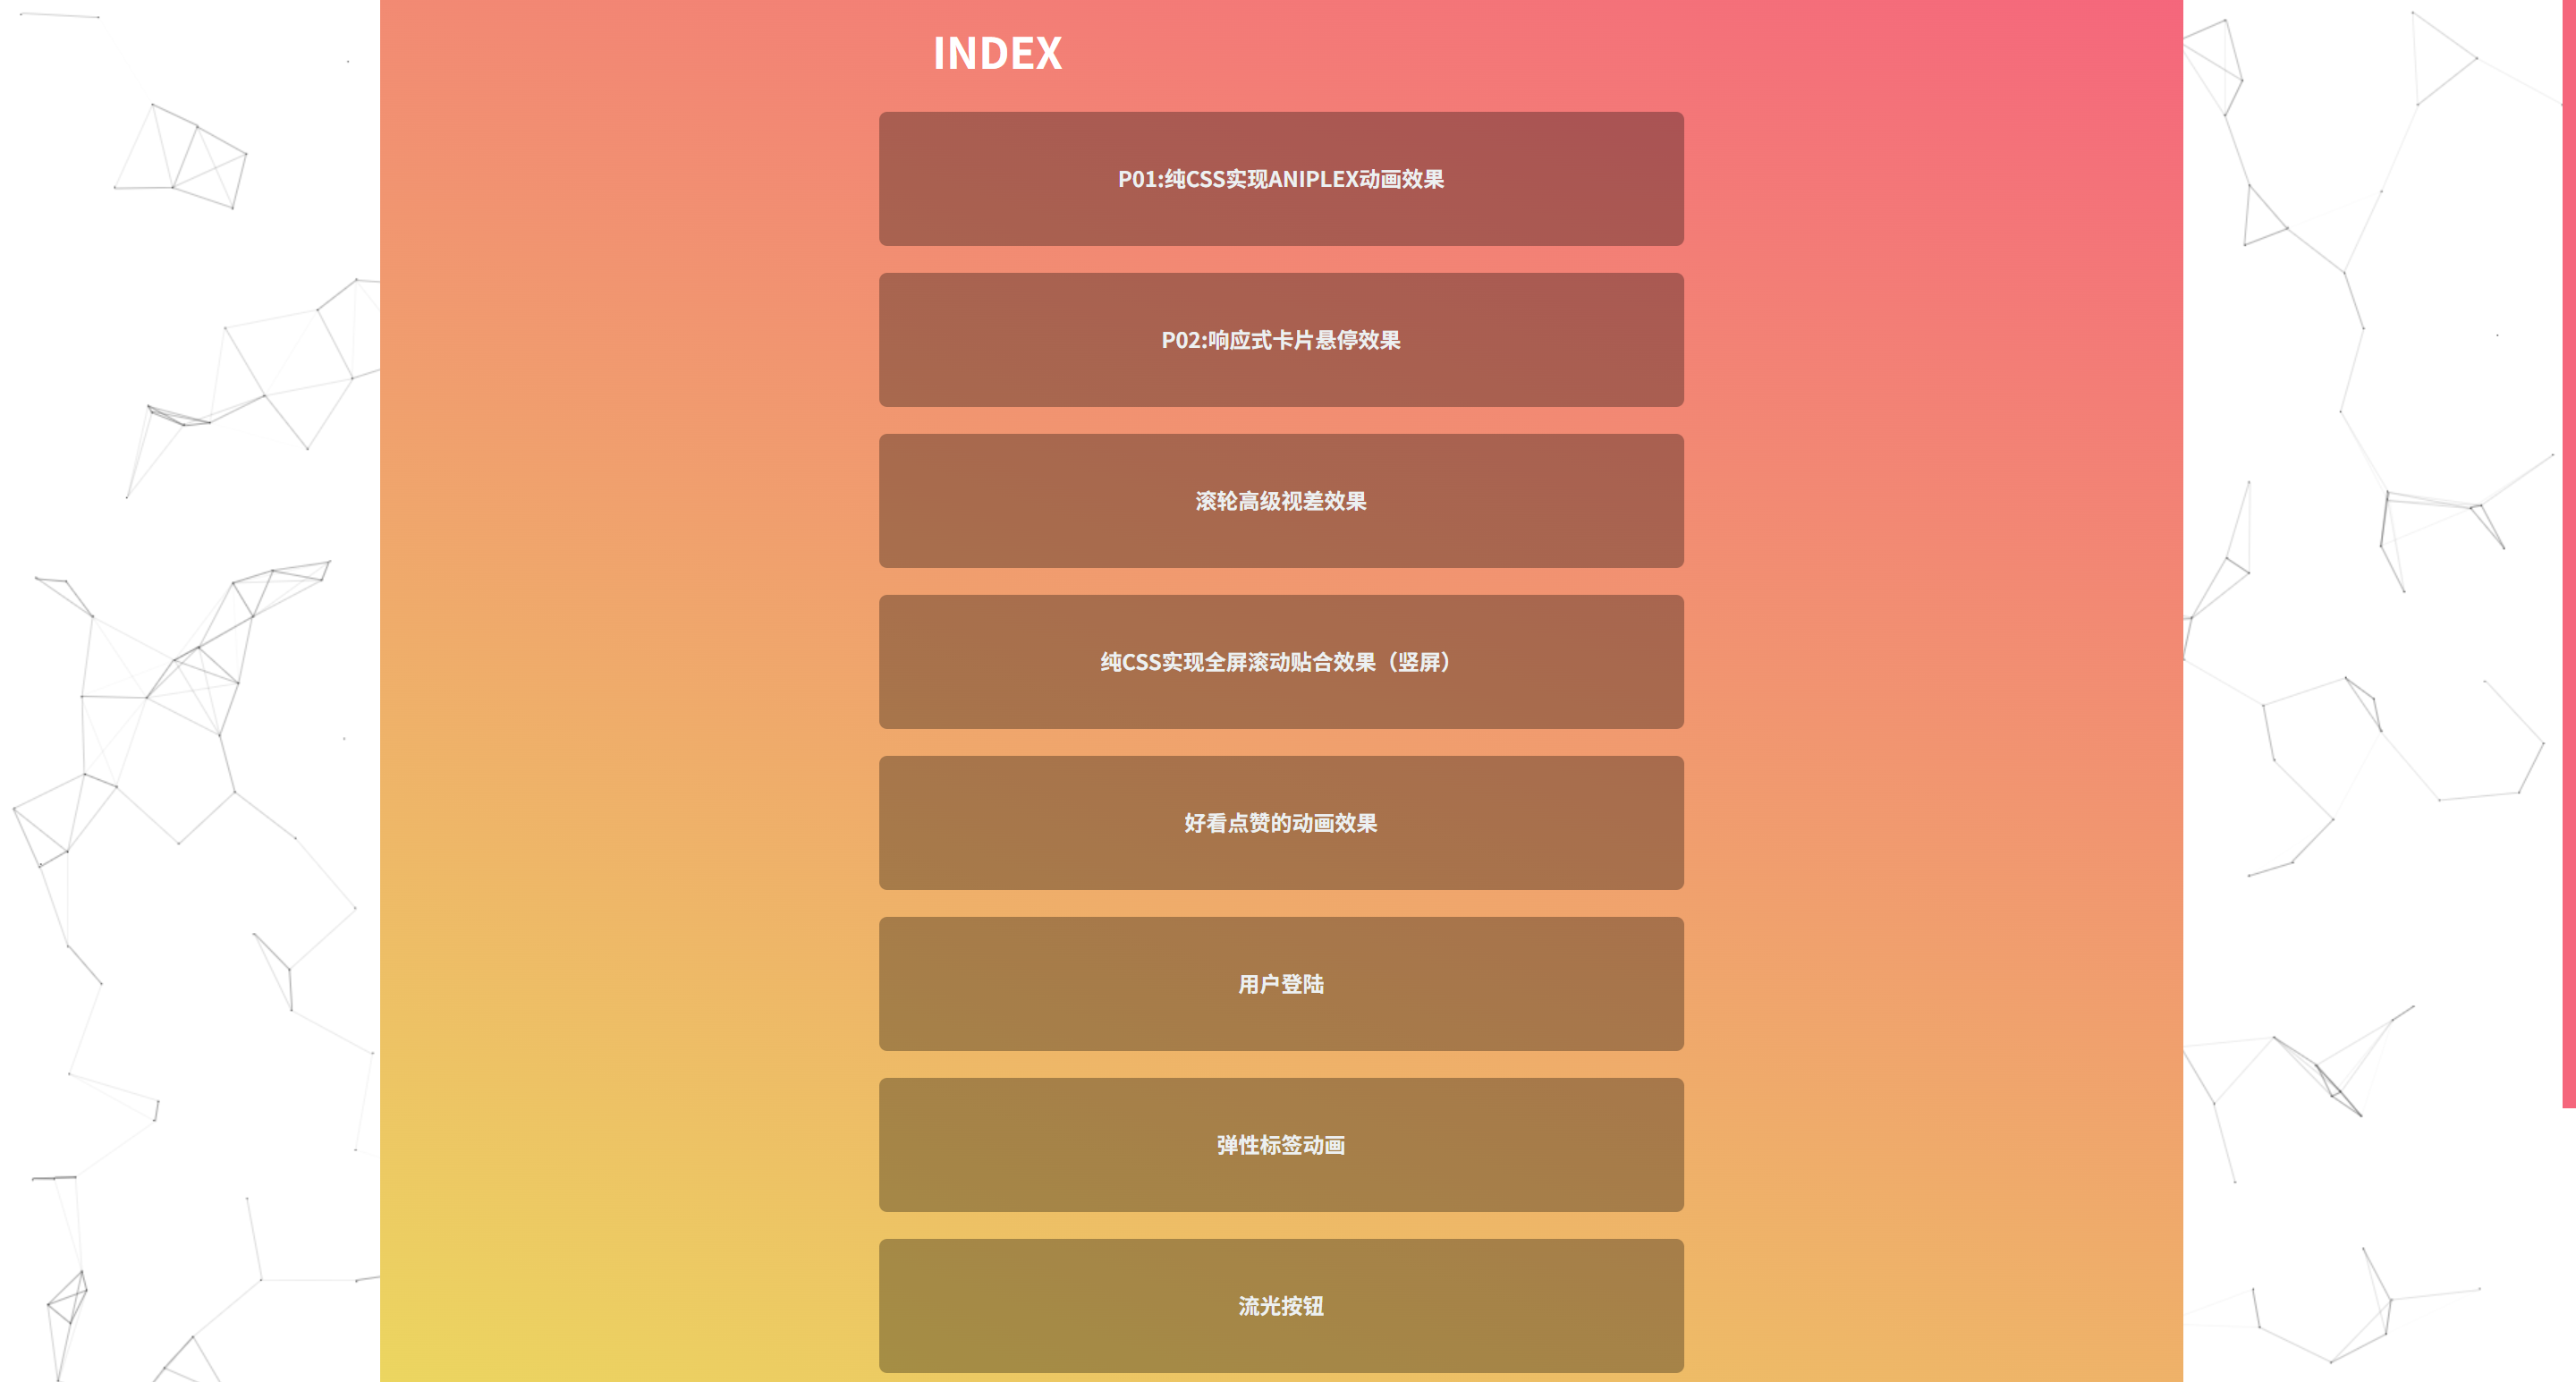 INDEX
P01:纯CSS实现ANIPLEX动画效果
P02:响应式卡片悬停效果
滚轮高级视差效果
纯CSS实现全屏滚动贴合效果（竖屏）
好看点赞的动画效果
用户登陆
弹性标签动画
流光按钮